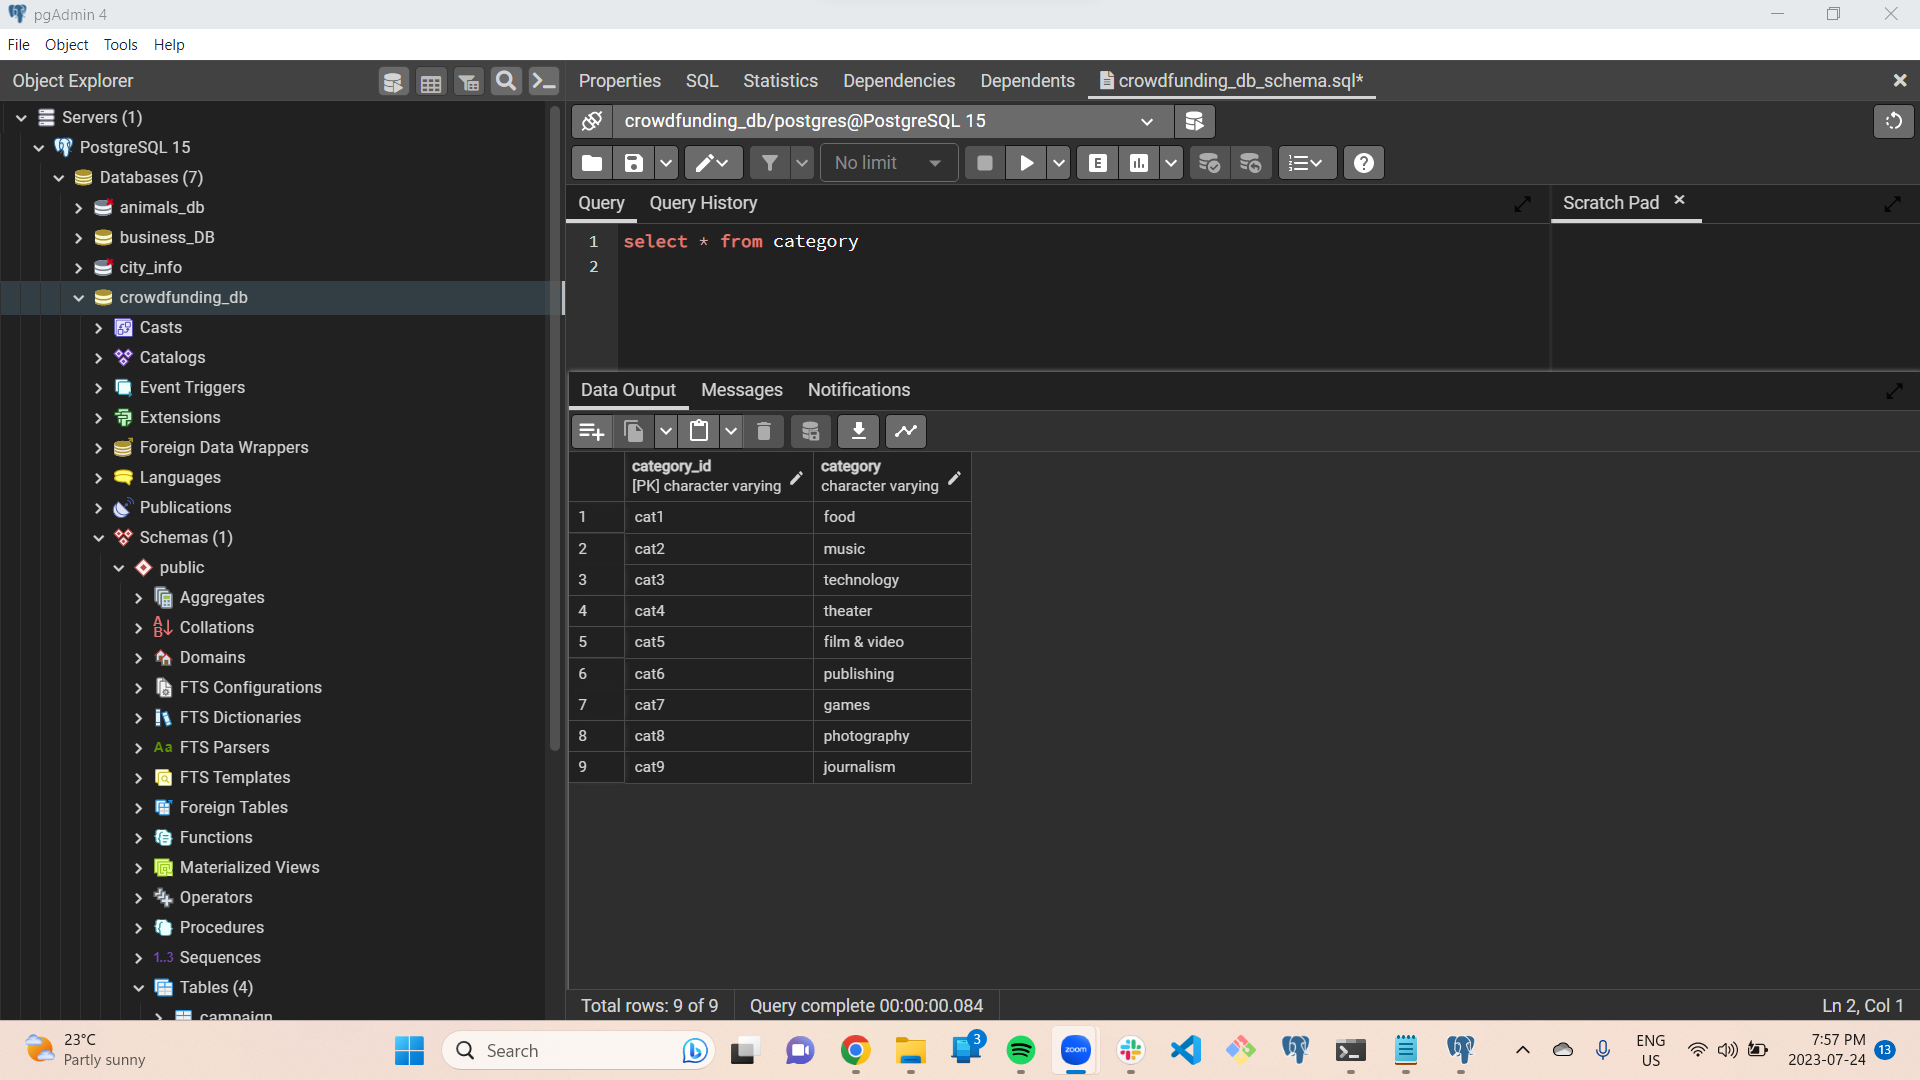 pgAdmin 4
File Object Tools Help
Object Explorer
Properties SQL Statistics Dependencies Dependents crowdfunding_db_schema.sql*
Servers (1)
PostgreSQL 15
Databases (7)
animals_db
business_DB
city_info
crowdfunding_db
Casts
Catalogs
Event Triggers
Extensions
Foreign Data Wrappers
Languages
Publications
Schemas (1)
public
Aggregates
Collations
Domains
FTS Configurations
FTS Dictionaries
Aa FTS Parsers
FTS Templates
Foreign Tables
Functions
Materialized Views
Operators
Procedures
1..3 Sequences
Tables (4)
campaign
crowdfunding_db/postgres@PostgreSQL 15
No limit
E
Query Query History
Scratch Pad
1 select * from category
2
Data Output Messages Notifications
category_id category
[PK] character varying character varying
1 cat1 food
2 cat2 music
3 cat3 technology
4 cat4 theater
5 cat5 film & video
6 cat6 publishing
7 cat7 games
8 cat8 photography
9 cat9 journalism
Total rows: 9 of 9 Query complete 00:00:00.084 Ln 2, Col 1
23°C
Partly sunny
Search
3
zoom
ENG
US
7:57 PM
2023-07-24
13